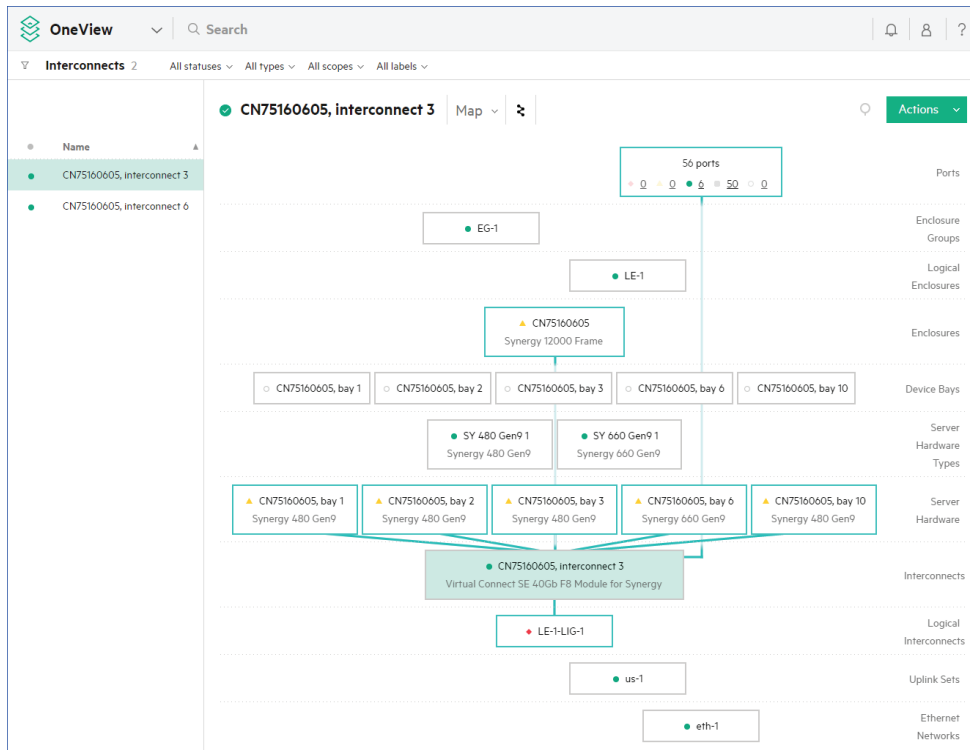 OneView
Search
?
Interconnects 2
All statuses
All types
All scopes
All labels
CN75160605, interconnect 3
Map
Actions
Name
CN75160605, interconnect 3
CN75160605, interconnect 6
56 ports
0 0 6 50 0
Ports
EG-1
Enclosure
Groups
LE-1
Logical
Enclosures
CN75160605
Synergy 12000 Frame
Enclosures
CN75160605, bay 1
CN75160605, bay 2
CN75160605, bay 3
CN75160605, bay 6
CN75160605, bay 10
Device Bays
SY 480 Gen9 1
Synergy 480 Gen9
SY 660 Gen9 1
Synergy 660 Gen9
Server
Hardware
Types
CN75160605, bay 1
Synergy 480 Gen9
CN75160605, bay 2
Synergy 480 Gen9
CN75160605, bay 3
Synergy 480 Gen9
CN75160605, bay 6
Synergy 660 Gen9
CN75160605, bay 10
Synergy 480 Gen9
Server
Hardware
CN75160605, interconnect 3
Virtual Connect SE 40Gb F8 Module for Synergy
Interconnects
LE-1-LIG-1
Logical
Interconnects
us-1
Uplink Sets
eth-1
Ethernet
Networks